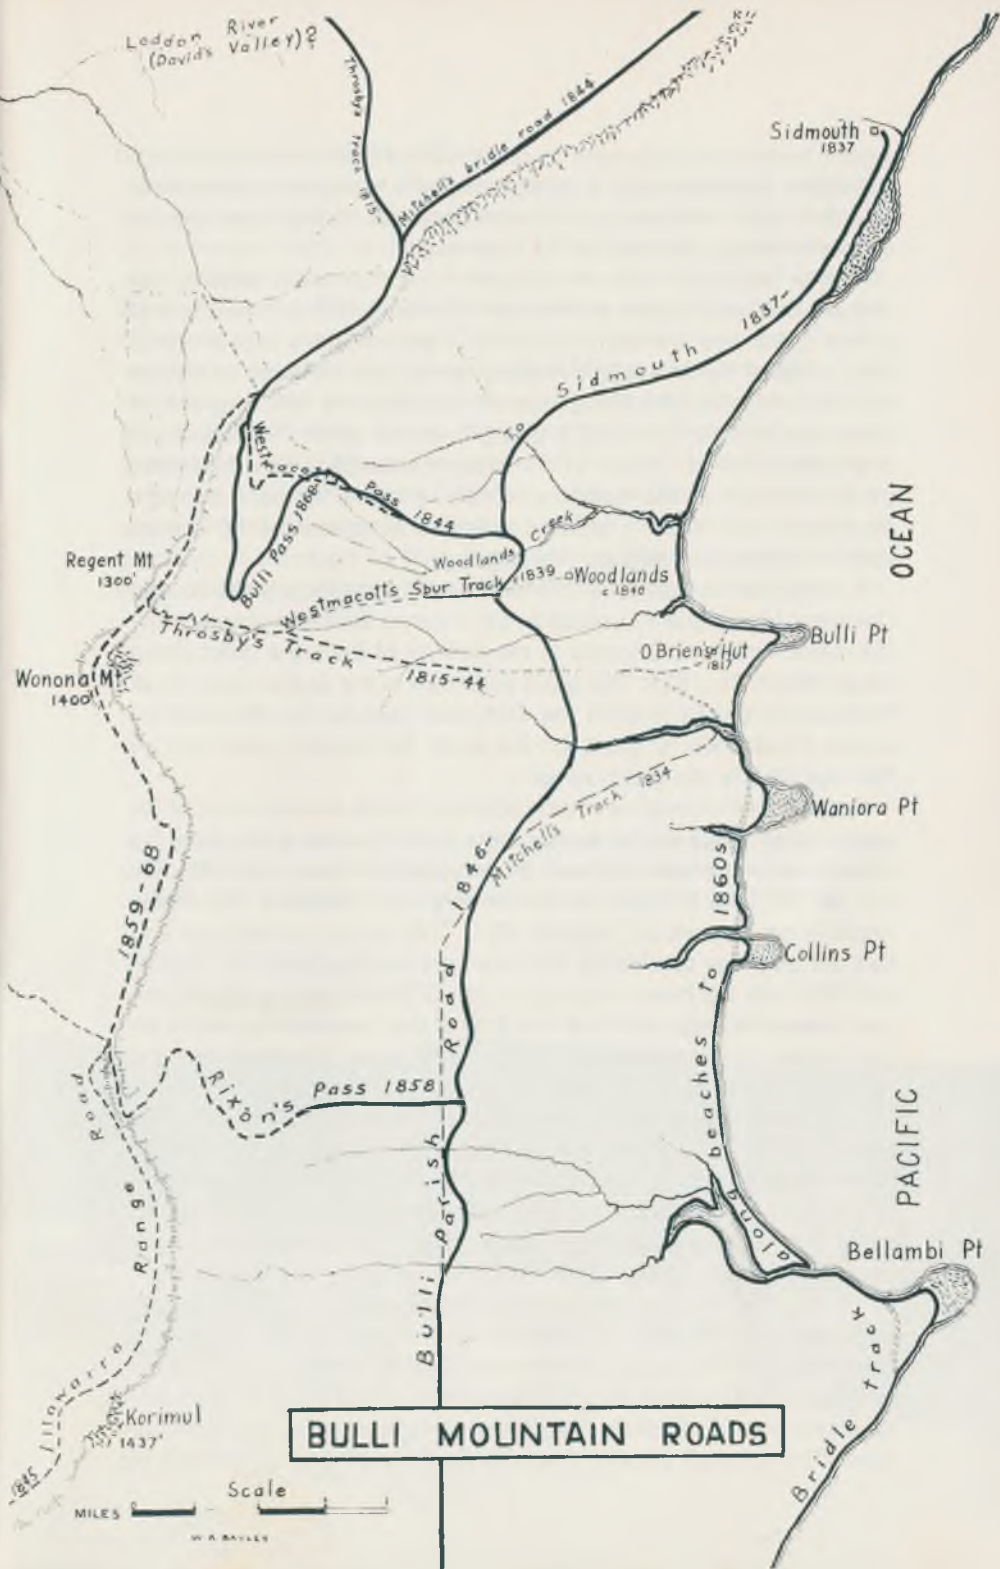 Loddon River
(David's Valley)?
Throsby's Track 1815-
Mitchell's bridle road 1844
Sidmouth
1837
To Sidmouth 1837-
Westmacott's Pass 1844
Bulli Pass 1868
Woodlands Creek
Regent Mt
1300'
Westmacott's Spur Track c1839
Woodlands
c 1840
Throsby's Track 1815-44
O'Brien's Hut
1817
Bulli Pt
OCEAN
Wonona Mt
1400'
Mitchell's Track 1834
Waniora Pt
1859-68
Collins Pt
Rixon's Pass 1858
Bulli Parish Road 1846-
PACIFIC
Bellambi Pt
Bridle track along beaches to 1860s
1845 Illawarra Range Road
Korimul
1437'
BULLI MOUNTAIN ROADS
Scale
MILES
W. A. BAYLEY